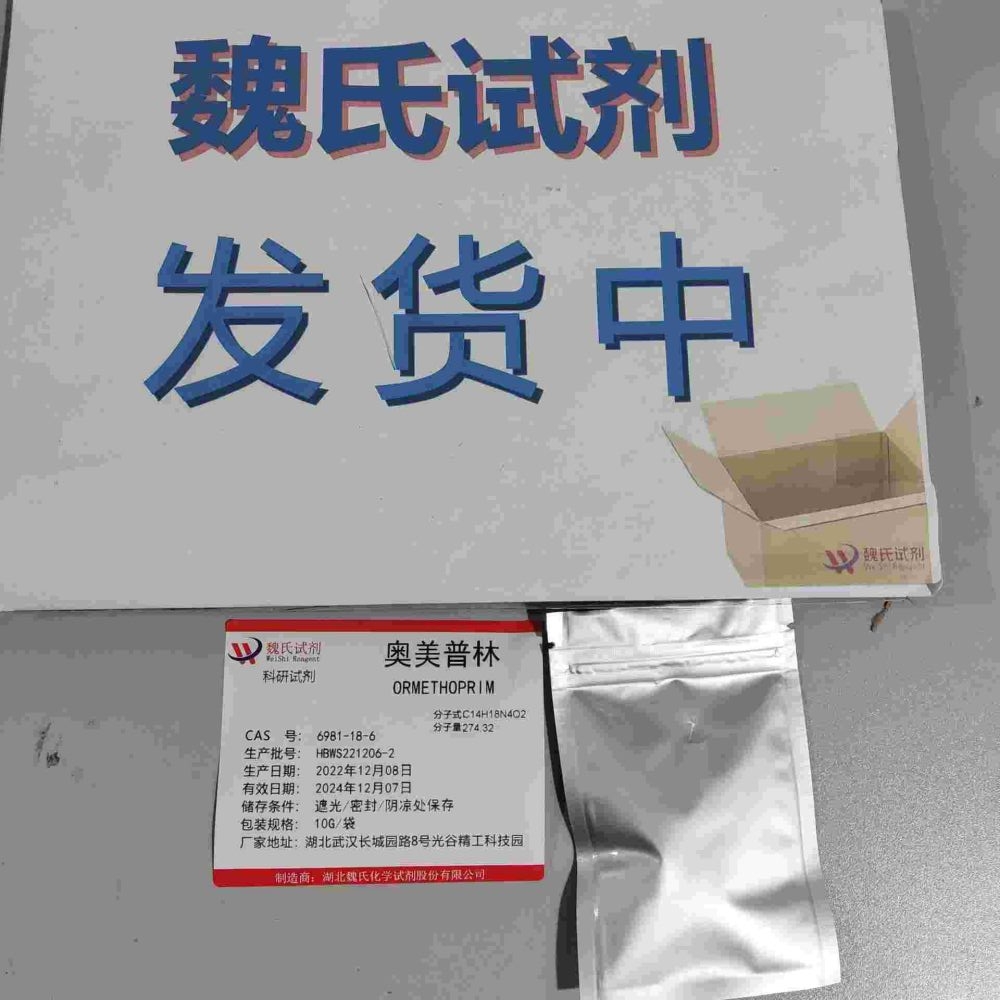 魏氏试剂
发货中
魏氏试剂
Wei Shi Reagent
魏氏试剂
WeiShi Reagent
科研试剂
奥美普林
ORMETHOPRIM
分子式C14H18N4O2
分子量274.32
CAS 号: 6981-18-6
生产批号: HBWS221206-2
生产日期: 2022年12月08日
有效日期: 2024年12月07日
储存条件: 遮光/密封/阴凉处保存
包装规格: 10G/袋
厂家地址: 湖北武汉长城园路8号光谷精工科技园
制造商: 湖北魏氏化学试剂股份有限公司